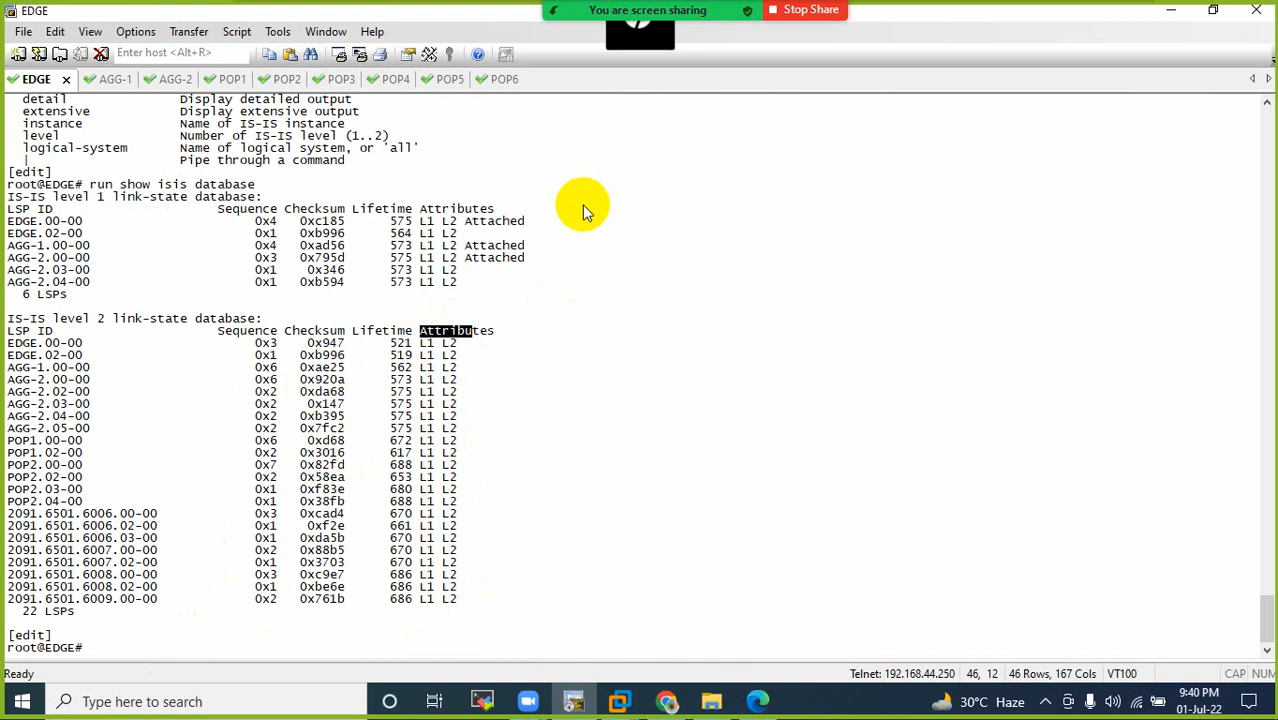 EDGE
You are screen sharing
Stop Share
File Edit View Options Transfer Script Tools Window Help
Enter host <Alt+R>
EDGE AGG-1 AGG-2 POP1 POP2 POP3 POP4 POP5 POP6
detail Display detailed output
extensive Display extensive output
instance Name of IS-IS instance
level Number of IS-IS level (1..2)
logical-system Name of logical system, or 'all'
| Pipe through a command
[edit]
root@EDGE# run show isis database
IS-IS level 1 link-state database:
LSP ID Sequence Checksum Lifetime Attributes
EDGE.00-00 0x4 0xc185 575 L1 L2 Attached
EDGE.02-00 0x1 0xb996 564 L1 L2
AGG-1.00-00 0x4 0xad56 573 L1 L2 Attached
AGG-2.00-00 0x3 0x795d 575 L1 L2 Attached
AGG-2.03-00 0x1 0x346 573 L1 L2
AGG-2.04-00 0x1 0xb594 573 L1 L2
6 LSPs
IS-IS level 2 link-state database:
LSP ID Sequence Checksum Lifetime Attributes
EDGE.00-00 0x3 0x947 521 L1 L2
EDGE.02-00 0x1 0xb996 519 L1 L2
AGG-1.00-00 0x6 0xae25 562 L1 L2
AGG-2.00-00 0x6 0x920a 573 L1 L2
AGG-2.02-00 0x2 0xda68 575 L1 L2
AGG-2.03-00 0x2 0x147 575 L1 L2
AGG-2.04-00 0x2 0xb395 575 L1 L2
AGG-2.05-00 0x2 0x7fc2 575 L1 L2
POP1.00-00 0x6 0xd68 672 L1 L2
POP1.02-00 0x2 0x3016 617 L1 L2
POP2.00-00 0x7 0x82fd 688 L1 L2
POP2.02-00 0x2 0x58ea 653 L1 L2
POP2.03-00 0x1 0xf83e 680 L1 L2
POP2.04-00 0x1 0x38fb 688 L1 L2
2091.6501.6006.00-00 0x3 0xcad4 670 L1 L2
2091.6501.6006.02-00 0x1 0xf2e 661 L1 L2
2091.6501.6006.03-00 0x1 0xda5b 670 L1 L2
2091.6501.6007.00-00 0x2 0x88b5 670 L1 L2
2091.6501.6007.02-00 0x1 0x3703 670 L1 L2
2091.6501.6008.00-00 0x3 0xc9e7 686 L1 L2
2091.6501.6008.02-00 0x1 0xbe6e 686 L1 L2
2091.6501.6009.00-00 0x2 0x761b 686 L1 L2
22 LSPs
[edit]
root@EDGE#
Ready Telnet: 192.168.44.250 46, 12 46 Rows, 167 Cols VT100 CAP NUM
Type here to search 30°C Haze 9:40 PM
01-Jul-22